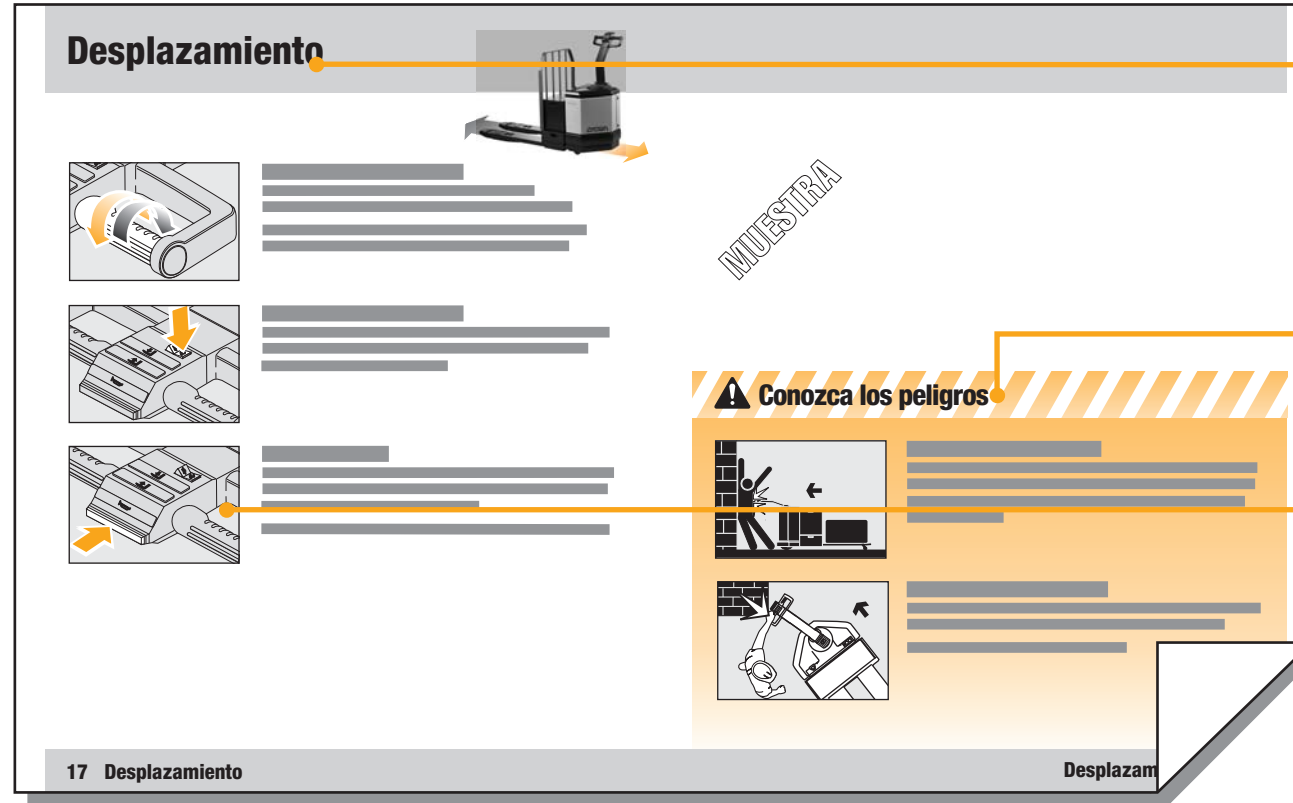 Desplazamiento
MUESTRA
Conozca los peligros
17 Desplazamiento
Desplazam